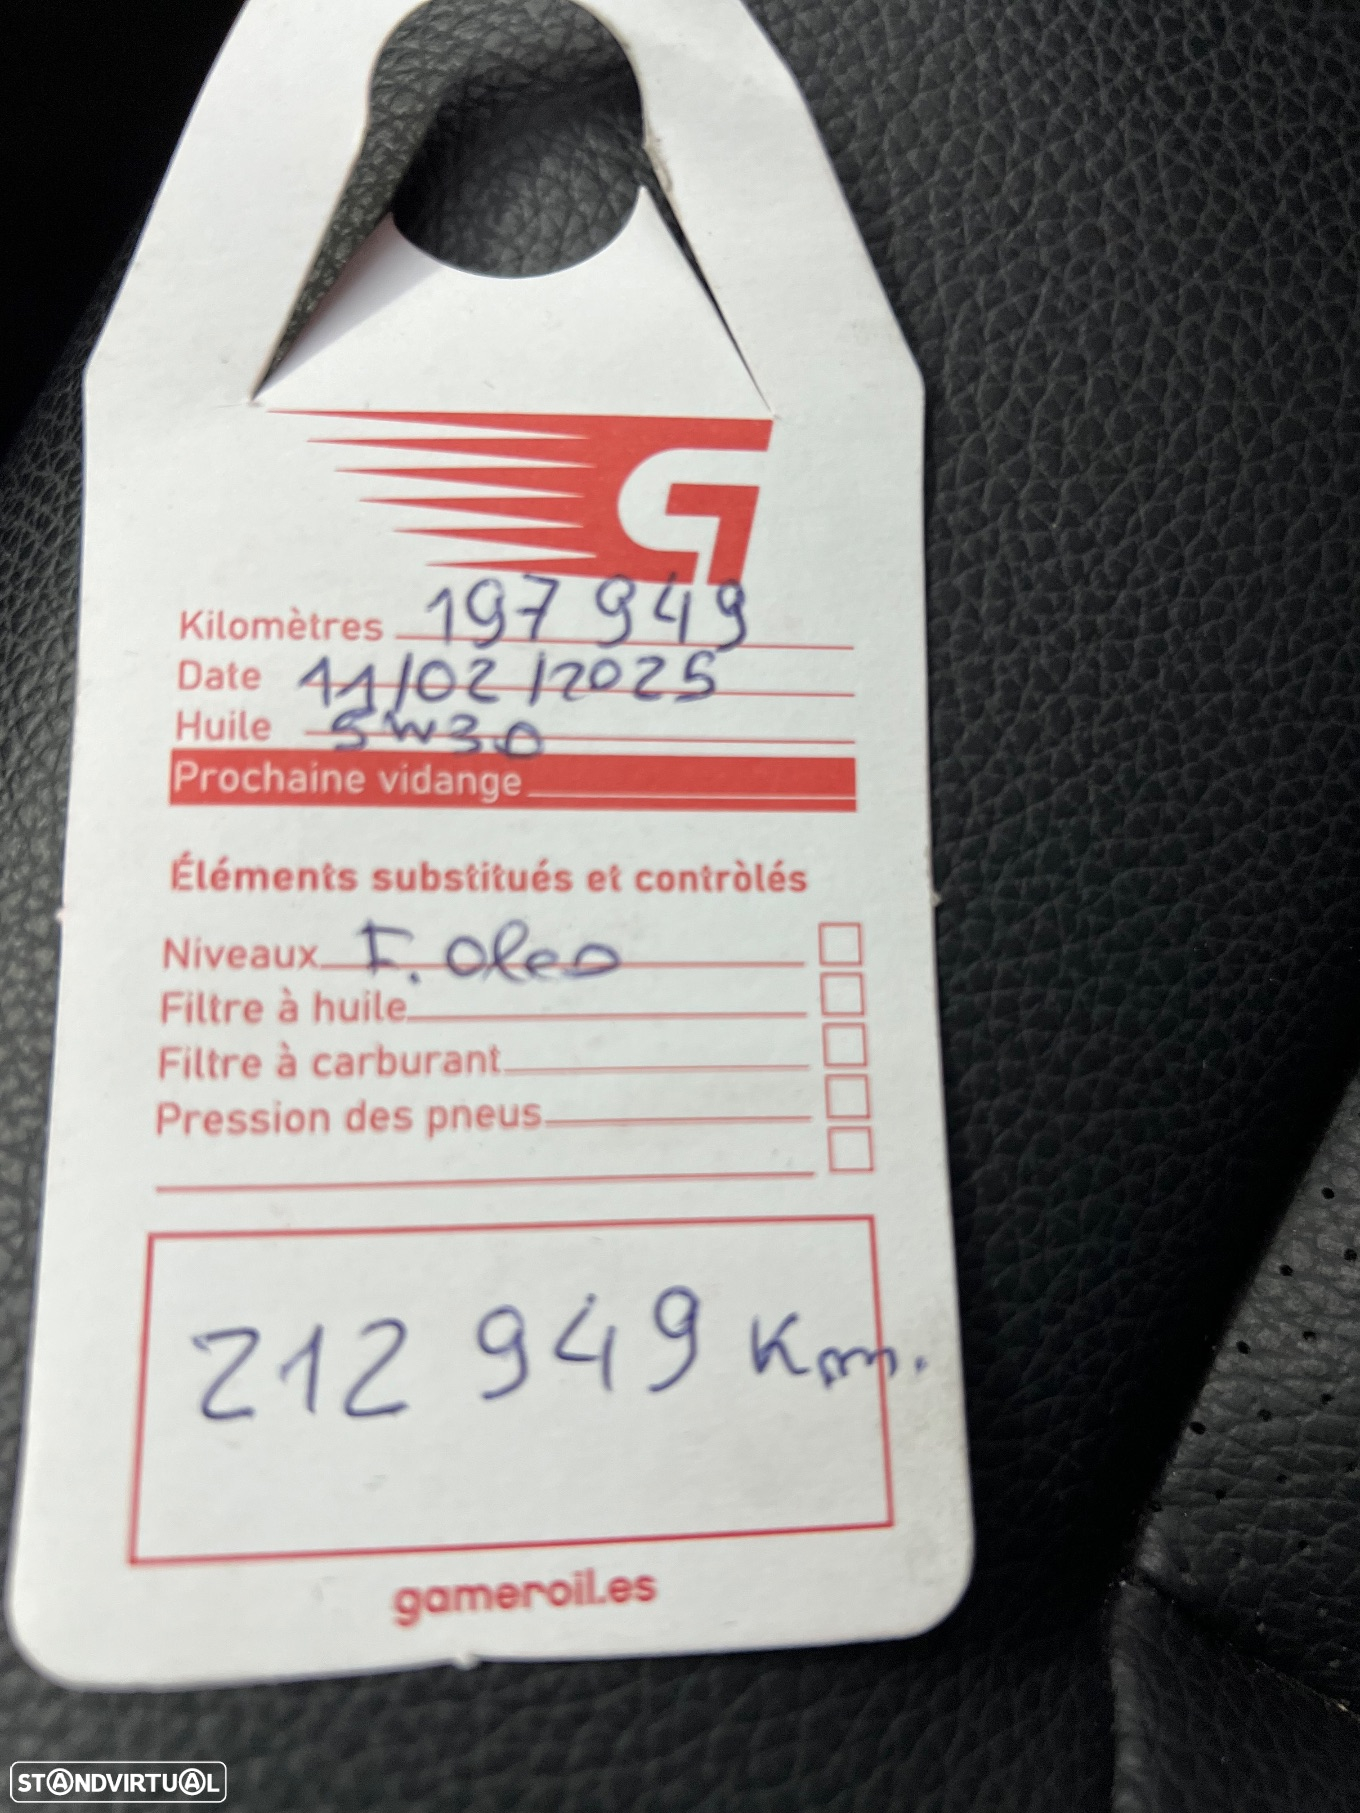 G
Kilomètres 197 949
Date 11/02/2025
Huile 5W30
Prochaine vidange
Éléments substitués et contròlés
Niveaux F. Oleo
Filtre à huile
Filtre à carburant
Pression des pneus
212 949 Km.
gameroil.es
STANDVIRTUAL